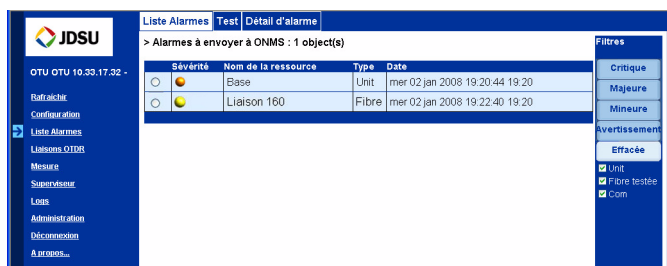 JDSU
OTU OTU 10.33.17.32 -
Rafraichir
Configuration
Liste Alarmes
Liaisons OTDR
Mesure
Superviseur
Logs
Administration
Déconnexion
A propos...
Liste Alarmes Test Détail d'alarme
> Alarmes à envoyer à ONMS : 1 object(s)
Sévérité Nom de la ressource Type Date
Base Unit mer 02 jan 2008 19:20:44 19:20
Liaison 160 Fibre mer 02 jan 2008 19:22:40 19:20
Filtres
Critique
Majeure
Mineure
Avertissement
Effacée
Unit
Fibre testée
Com